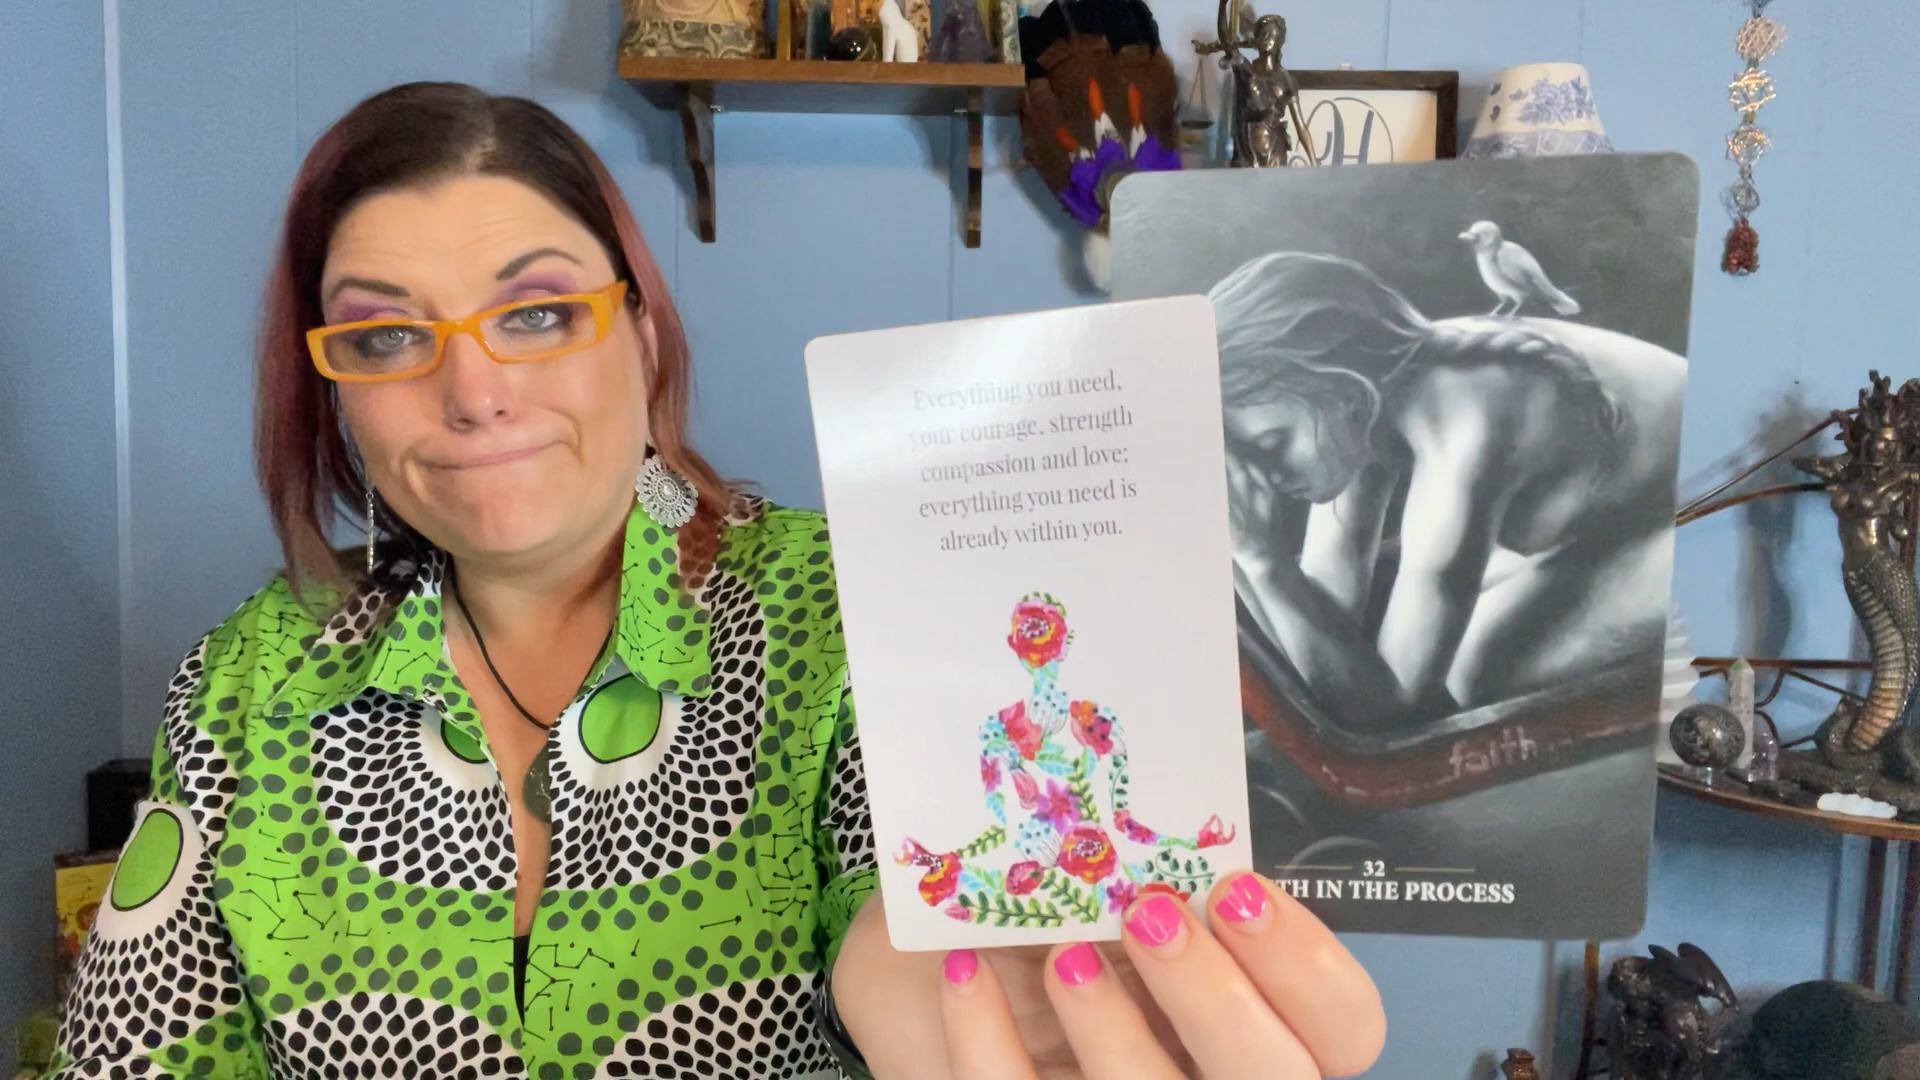 Everything you need,
your courage, strength
compassion and love;
everything you need is
already within you.
H
faith
32
TH IN THE PROCESS